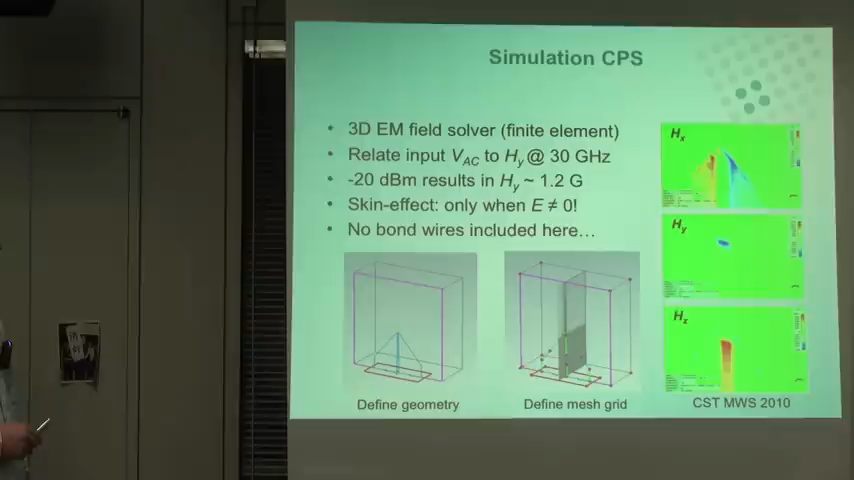 Simulation CPS
• 3D EM field solver (finite element)
• Relate input V_AC to H_y @ 30 GHz
• -20 dBm results in H_y ~ 1.2 G
• Skin-effect: only when E ≠ 0!
• No bond wires included here…
H_x
H_y
H_z
Define geometry
Define mesh grid
CST MWS 2010